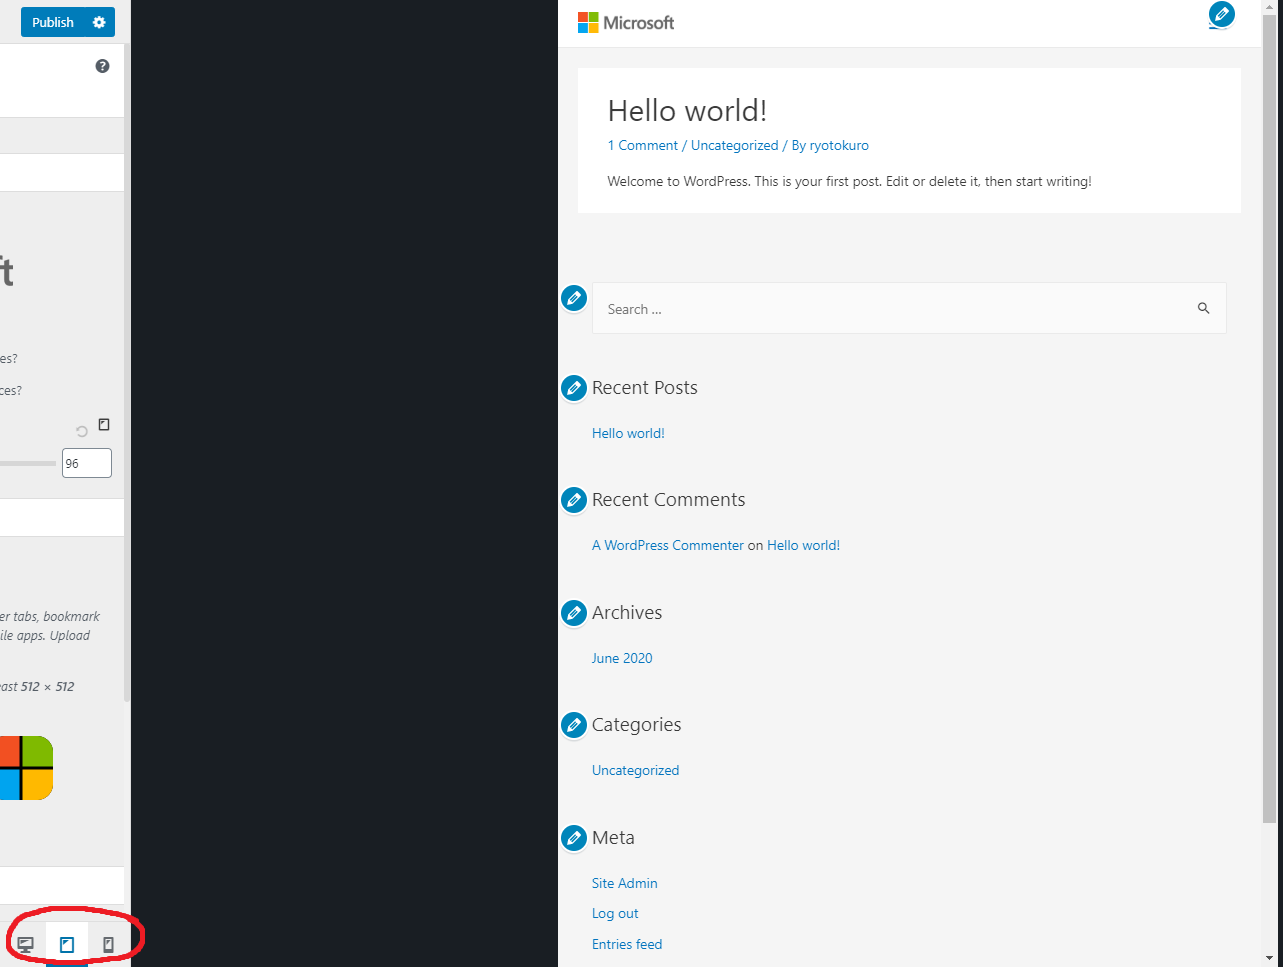 Publish
es?
ces?
96
er tabs, bookmark
ile apps. Upload
east 512 × 512
Microsoft
Hello world!
1 Comment / Uncategorized / By ryotokuro
Welcome to WordPress. This is your first post. Edit or delete it, then start writing!
Search ...
Recent Posts
Hello world!
Recent Comments
A WordPress Commenter on Hello world!
Archives
June 2020
Categories
Uncategorized
Meta
Site Admin
Log out
Entries feed